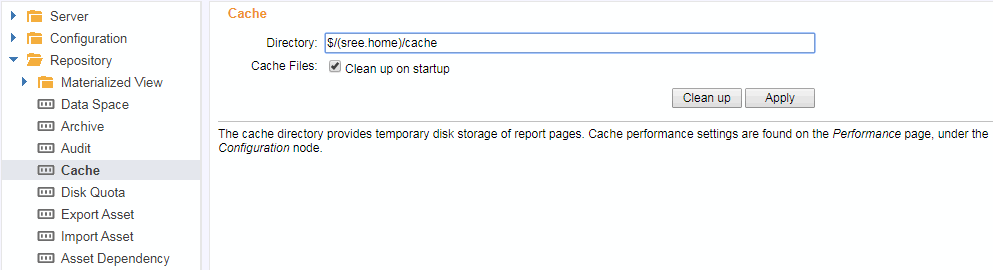 Server
Configuration
Repository
Materialized View
Data Space
Archive
Audit
Cache
Disk Quota
Export Asset
Import Asset
Asset Dependency
Cache
Directory: $/(sree.home)/cache
Cache Files: Clean up on startup
Clean up Apply
The cache directory provides temporary disk storage of report pages. Cache performance settings are found on the Performance page, under the
Configuration node.